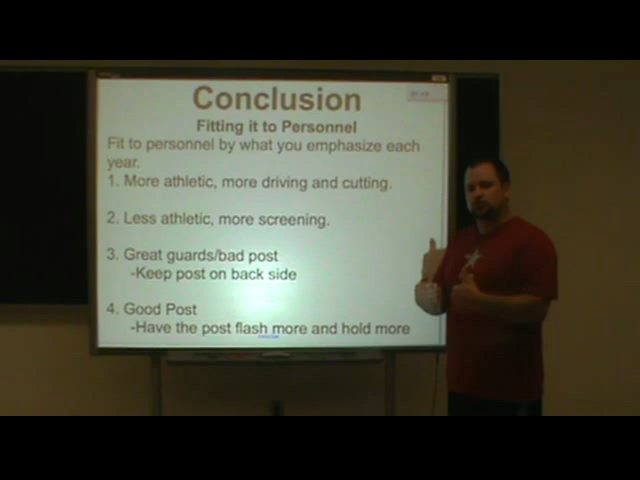 Conclusion
Fitting it to Personnel
Fit to personnel by what you emphasize each
year.
1. More athletic, more driving and cutting.
2. Less athletic, more screening.
3. Great guards/bad post
-Keep post on back side
4. Good Post
-Have the post flash more and hold more